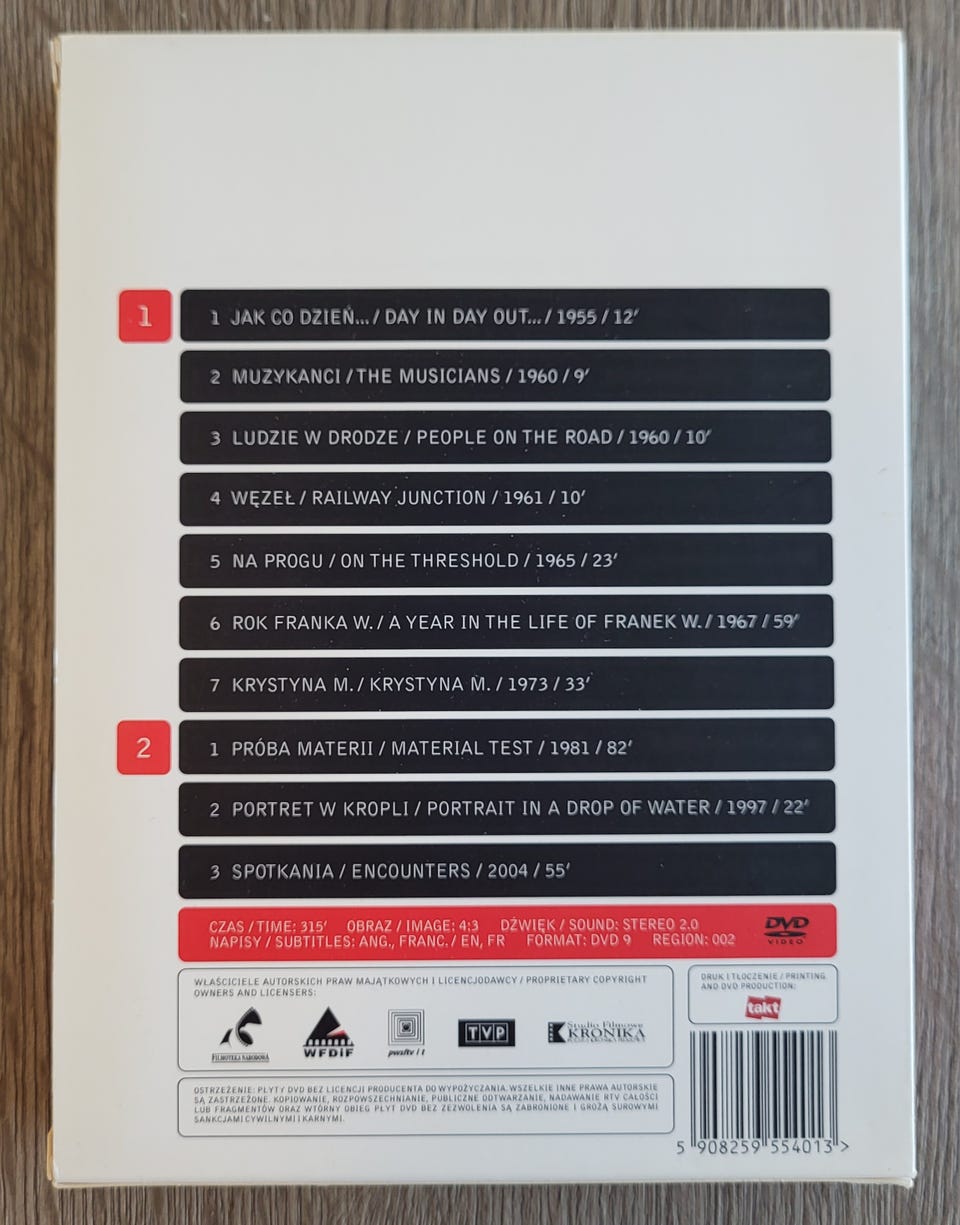 1
1 JAK CO DZIEŃ... / DAY IN DAY OUT... / 1955 / 12′
2 MUZYKANCI / THE MUSICIANS / 1960 / 9′
3 LUDZIE W DRODZE / PEOPLE ON THE ROAD / 1960 / 10′
4 WĘZEŁ / RAILWAY JUNCTION / 1961 / 10′
5 NA PROGU / ON THE THRESHOLD / 1965 / 23′
6 ROK FRANKA W. / A YEAR IN THE LIFE OF FRANEK W. / 1967 / 59′
7 KRYSTYNA M. / KRYSTYNA M. / 1973 / 33′
2
1 PRÓBA MATERII / MATERIAL TEST / 1981 / 82′
2 PORTRET W KROPLI / PORTRAIT IN A DROP OF WATER / 1997 / 22′
3 SPOTKANIA / ENCOUNTERS / 2004 / 55′
CZAS / TIME: 315′ OBRAZ / IMAGE: 4:3 DŹWIĘK / SOUND: STEREO 2.0
NAPISY / SUBTITLES: ANG., FRANC. / EN, FR FORMAT: DVD 9 REGION: 002
DVD
VIDEO
WŁAŚCICIELE AUTORSKICH PRAW MAJĄTKOWYCH I LICENCJODAWCY / PROPRIETARY COPYRIGHT
OWNERS AND LICENSERS:
FILMOTEKA NARODOWA
WFDiF
pwsftv i t
TVP
Studio Filmowe
KRONIKA
DRUK I TŁOCZENIE / PRINTING
AND DVD PRODUCTION:
takt
OSTRZEŻENIE: PŁYTY DVD BEZ LICENCJI PRODUCENTA DO WYPOŻYCZANIA. WSZELKIE INNE PRAWA AUTORSKIE
SĄ ZASTRZEŻONE. KOPIOWANIE, ROZPOWSZECHNIANIE, PUBLICZNE ODTWARZANIE, NADAWANIE RTV CAŁOŚCI
LUB FRAGMENTÓW ORAZ WTÓRNY OBIEG PŁYT DVD BEZ ZEZWOLENIA SĄ ZABRONIONE I GROŻĄ SUROWYMI
SANKCJAMI CYWILNYMI I KARNYMI.
5 908259 554013 >